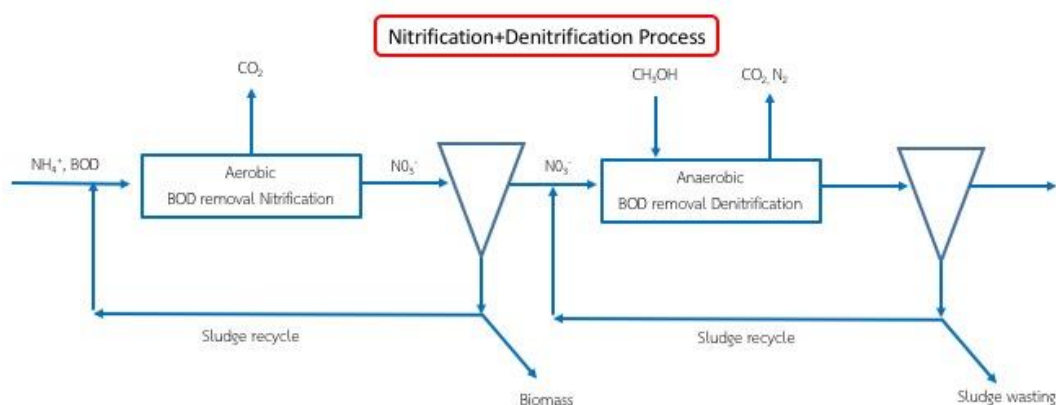 Nitrification+Denitrification Process
CO₂
CH₃OH
CO₂, N₂
NH₄⁺, BOD
Aerobic
BOD removal Nitrification
N0₃⁻
N0₃⁻
Anaerobic
BOD removal Denitrification
Sludge recycle
Sludge recycle
Biomass
Sludge wasting